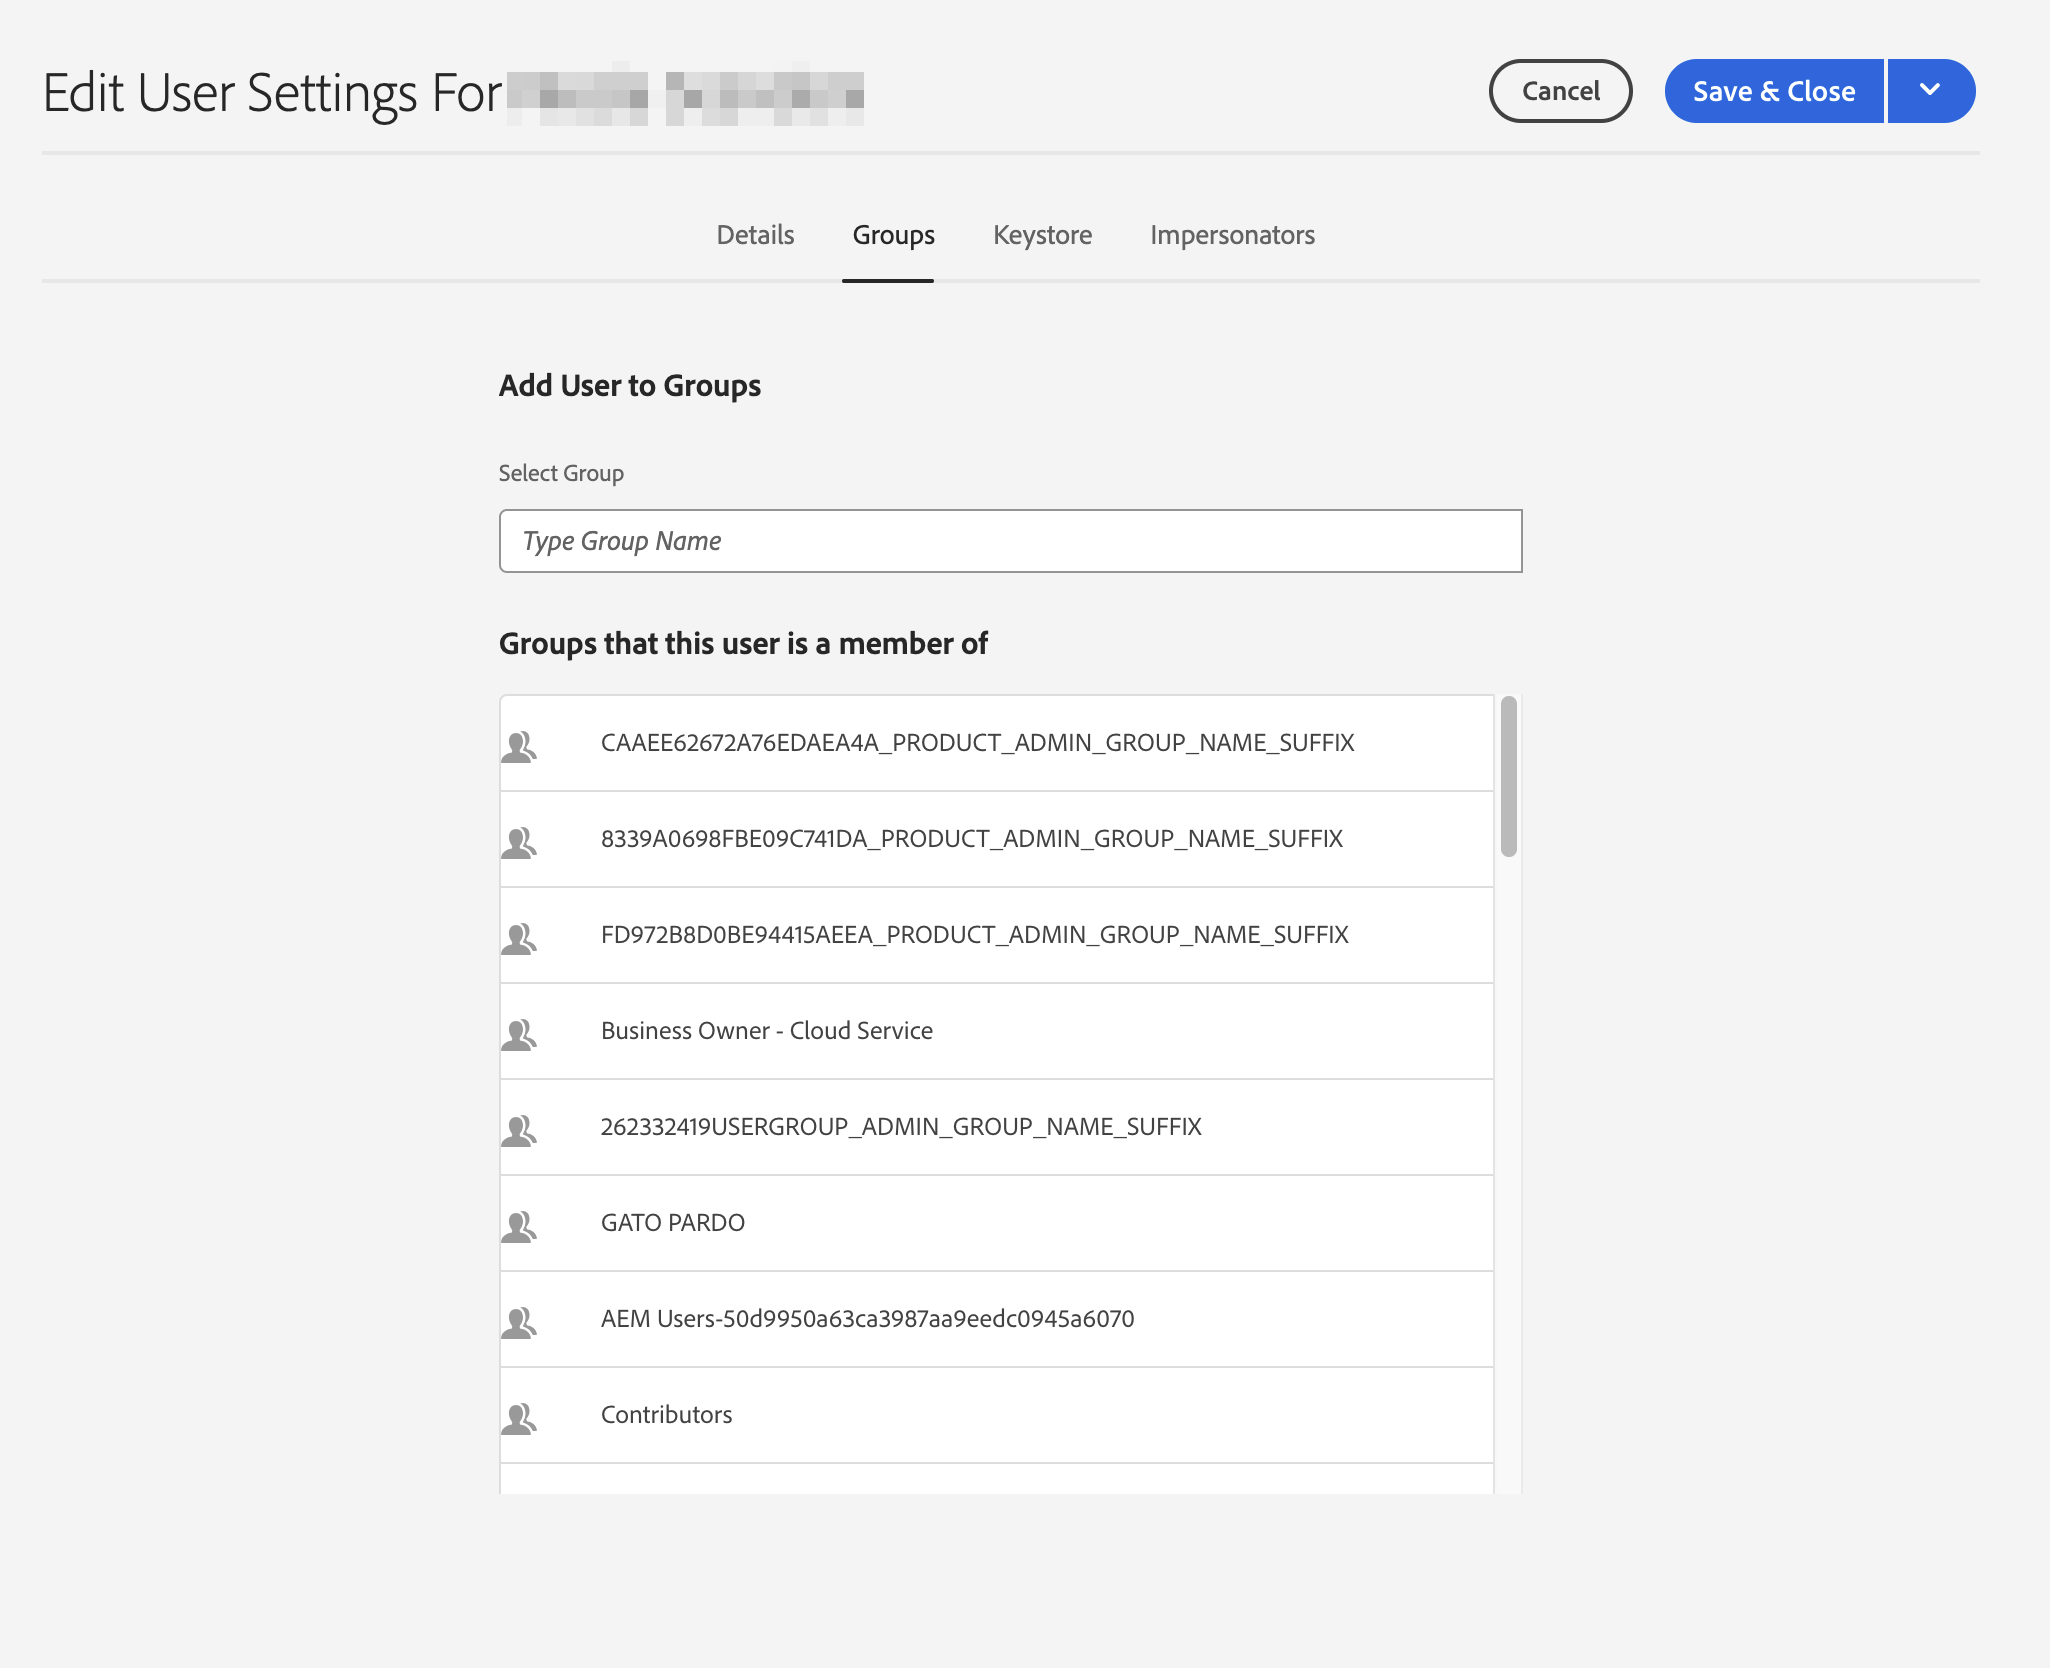 Edit User Settings For
Cancel
Save & Close
Details
Groups
Keystore
Impersonators
Add User to Groups
Select Group
Type Group Name
Groups that this user is a member of
CAAEE62672A76EDAEA4A_PRODUCT_ADMIN_GROUP_NAME_SUFFIX
8339A0698FBE09C741DA_PRODUCT_ADMIN_GROUP_NAME_SUFFIX
FD972B8D0BE94415AEEA_PRODUCT_ADMIN_GROUP_NAME_SUFFIX
Business Owner - Cloud Service
262332419USERGROUP_ADMIN_GROUP_NAME_SUFFIX
GATO PARDO
AEM Users-50d9950a63ca3987aa9eedc0945a6070
Contributors